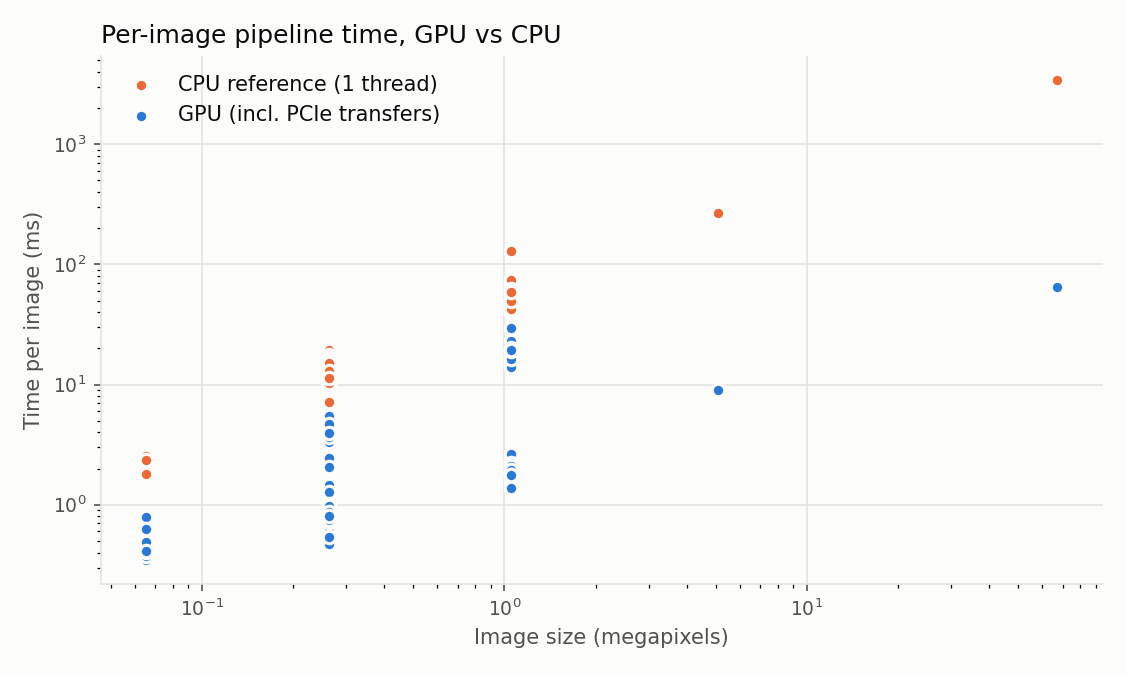 Per-image pipeline time, GPU vs CPU
CPU reference (1 thread)
GPU (incl. PCIe transfers)
Time per image (ms)
10³
10²
10¹
10⁰
10⁻¹
10⁰
10¹
Image size (megapixels)